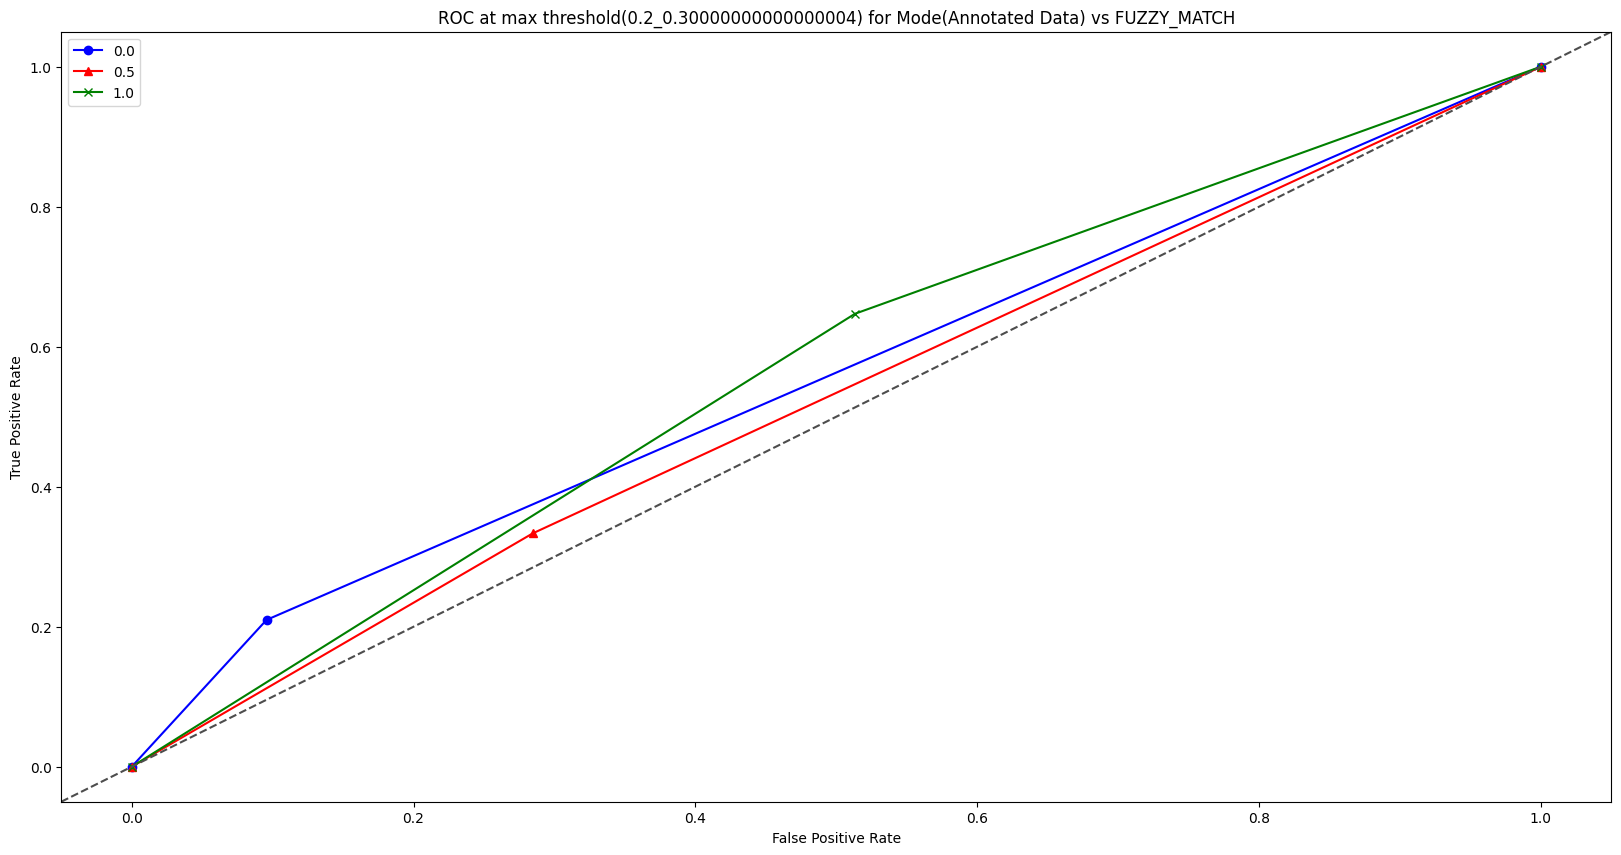 ROC at max threshold(0.2_0.30000000000000004) for Mode(Annotated Data) vs FUZZY_MATCH
0.0
0.5
1.0
1.0
0.8
0.6
0.4
0.2
0.0
True Positive Rate
0.0 0.2 0.4 0.6 0.8 1.0
False Positive Rate